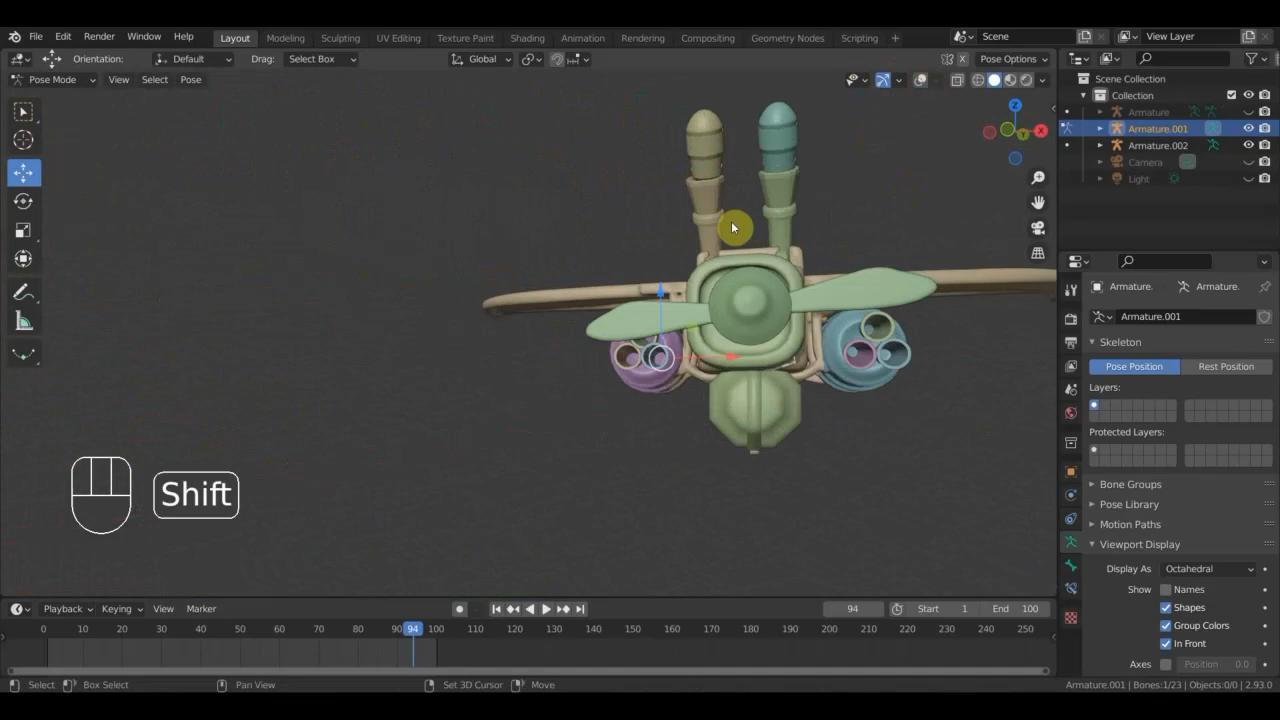 File Edit Render Window Help Layout Modeling Sculpting UV Editing Texture Paint Shading Animation Rendering Compositing Geometry Nodes Scripting + Scene View Layer
Orientation: Default Drag: Select Box Global X Pose Options
Pose Mode View Select Pose
Scene Collection
Collection
Armature
Armature.001
Armature.002
Camera
Light
Z
X
Y
Armature. Armature.
Armature.001
Skeleton
Pose Position Rest Position
Layers:
Protected Layers:
Bone Groups
Pose Library
Motion Paths
Viewport Display
Display As Octahedral
Show Names
Shapes
Group Colors
In Front
Axes Position 0.0
Shift
Playback Keying View Marker 94 Start 1 End 100
0 10 20 30 40 50 60 70 80 90 94 100 110 120 130 140 150 160 170 180 190 200 210 220 230 240 250
Select Box Select Pan View Set 3D Cursor Move Armature.001 | Bones:1/23 | Objects:0/0 | 2.93.0